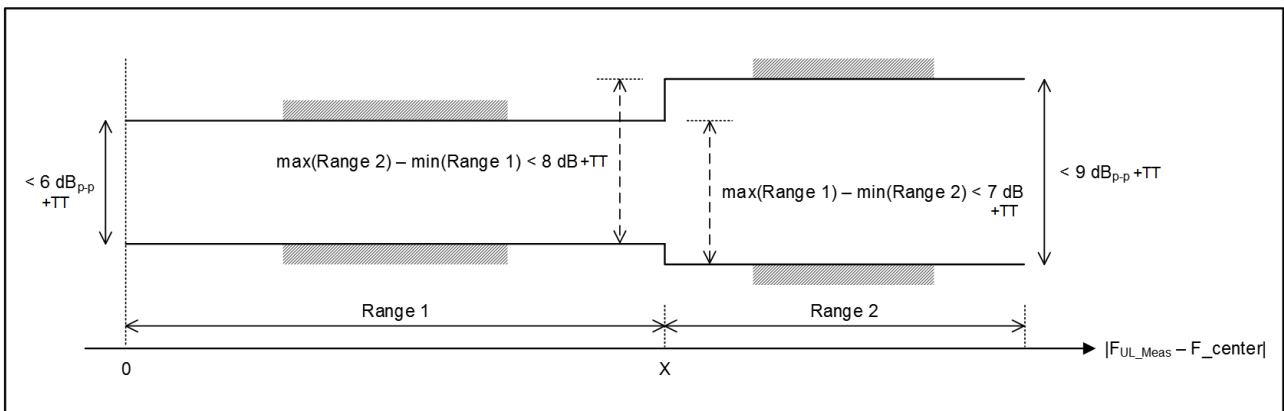 max(Range 2) – min(Range 1) < 8 dB +TT
< 6 dBp-p
+TT
max(Range 1) – min(Range 2) < 7 dB
+TT
< 9 dBp-p +TT
Range 1
Range 2
0
X
|FUL_Meas – F_center|